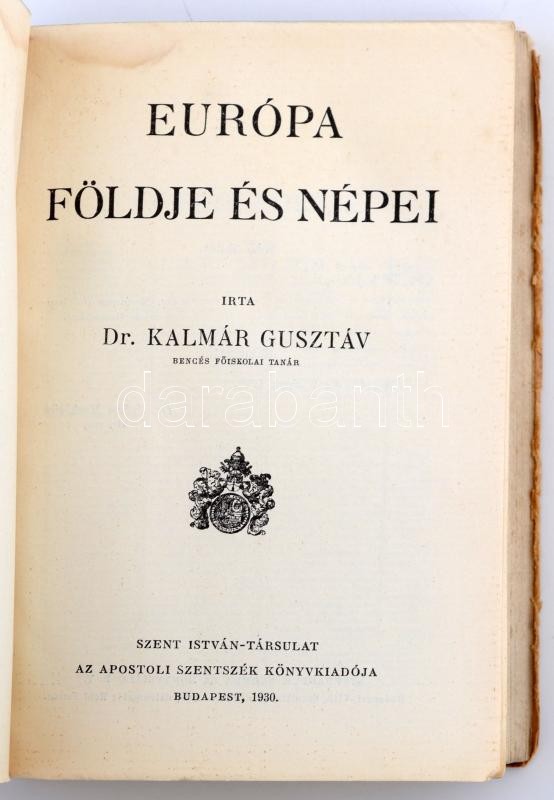 EURÓPA
FÖLDJE ÉS NÉPEI
IRTA
Dr. KALMÁR GUSZTÁV
BENCÉS FŐISKOLAI TANÁR
darabanth
SZENT ISTVÁN-TÁRSULAT
AZ APOSTOLI SZENTSZÉK KÖNYVKIADÓJA
BUDAPEST, 1930.